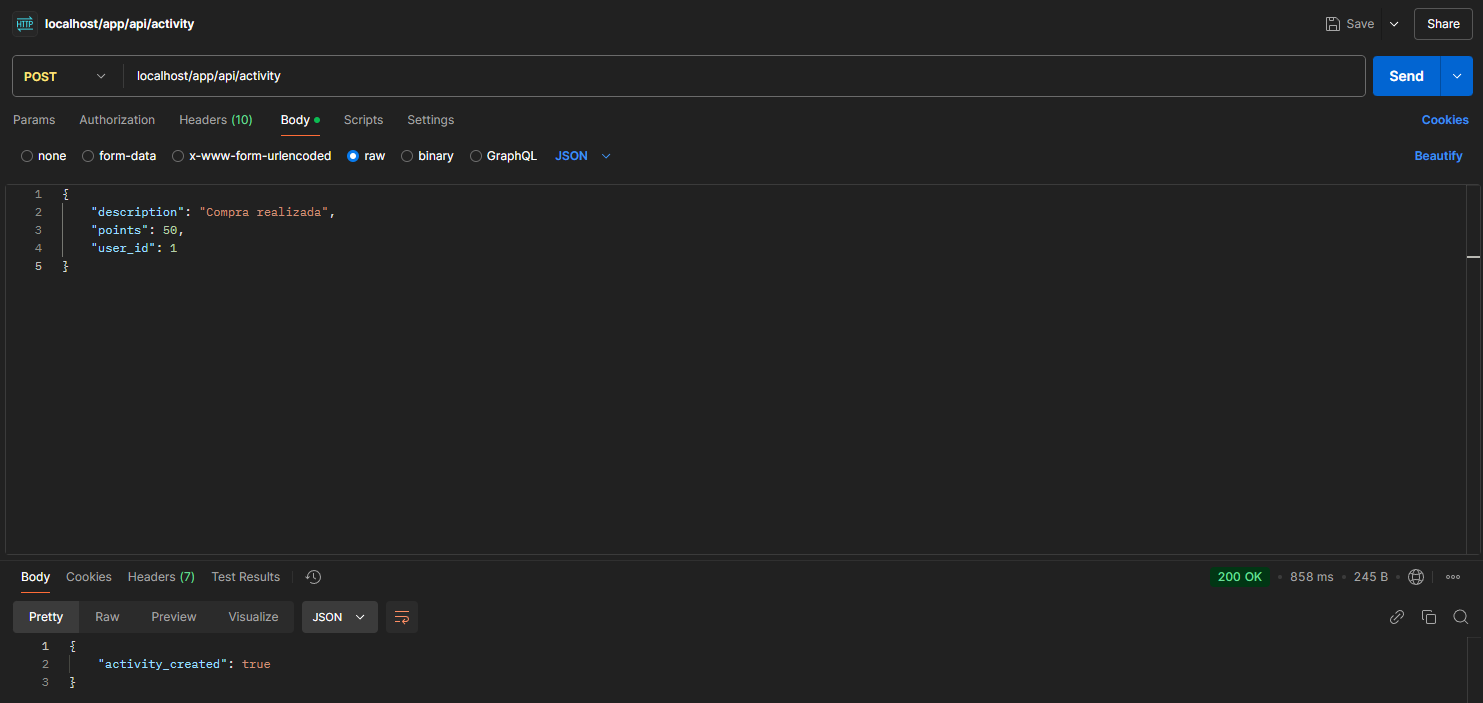 HTTP localhost/app/api/activity Save Share
POST localhost/app/api/activity Send
Params Authorization Headers (10) Body Scripts Settings Cookies
none form-data x-www-form-urlencoded raw binary GraphQL JSON Beautify
1 {
2 "description": "Compra realizada",
3 "points": 50,
4 "user_id": 1
5 }
Body Cookies Headers (7) Test Results 200 OK 858 ms 245 B
Pretty Raw Preview Visualize JSON
1 {
2 "activity_created": true
3 }